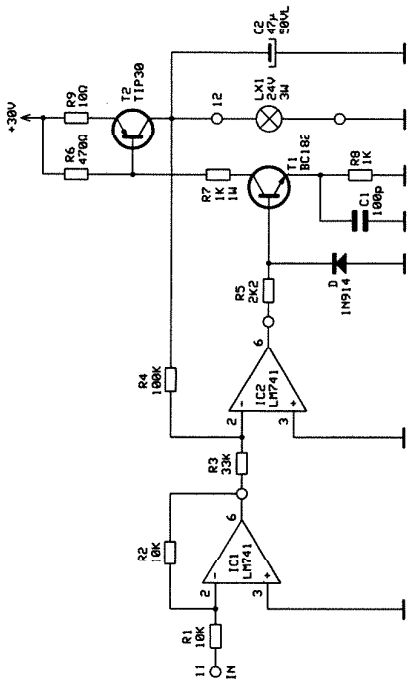 +30V
R9
10Ω
R6
470Ω
T2
TIP30
C2
47µ
50VL
12
LX1
24V
3W
R7
1K
1W
T1
BC182
R8
1K
C1
100p
D
1N914
R5
2K2
R4
100K
6
IC2
LM741
2
-
3
+
R3
33K
R2
10K
6
IC1
LM741
2
-
3
+
R1
10K
11
IN